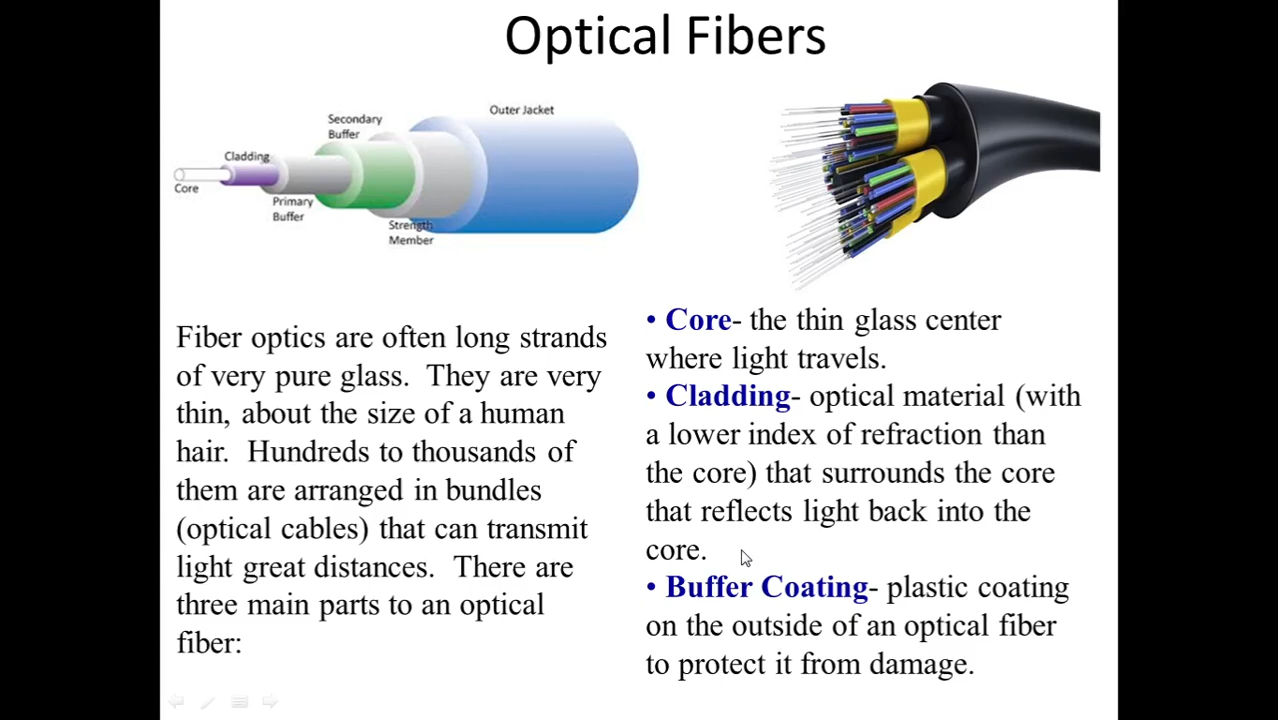 Optical Fibers
Outer Jacket
Secondary
Buffer
Cladding
Core
Primary
Buffer
Strength
Member
Fiber optics are often long strands
of very pure glass. They are very
thin, about the size of a human
hair. Hundreds to thousands of
them are arranged in bundles
(optical cables) that can transmit
light great distances. There are
three main parts to an optical
fiber:
• Core- the thin glass center
where light travels.
• Cladding- optical material (with
a lower index of refraction than
the core) that surrounds the core
that reflects light back into the
core.
• Buffer Coating- plastic coating
on the outside of an optical fiber
to protect it from damage.